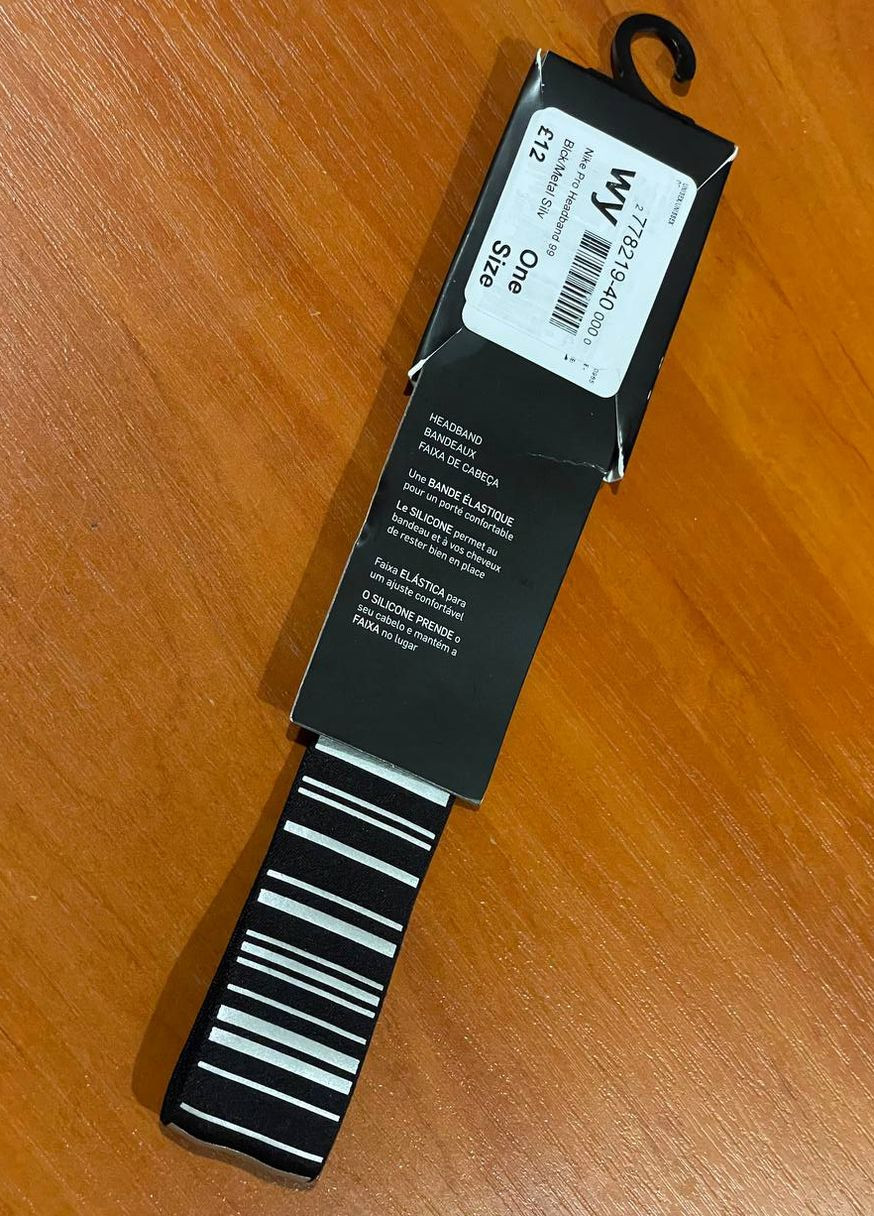 WY
2 778219-40 000 0
Nike Pro Headband 99
Blck/Metal Silv
£12
One
Size
HEADBAND
BANDEAUX
FAIXA DE CABEÇA
Une BANDE ÉLASTIQUE
pour un porté confortable
Le SILICONE permet au
bandeau et à vos cheveux
de rester bien en place
Faixa ELÁSTICA para
um ajuste confortável
O SILICONE PRENDE o
seu cabelo e mantém a
FAIXA no lugar